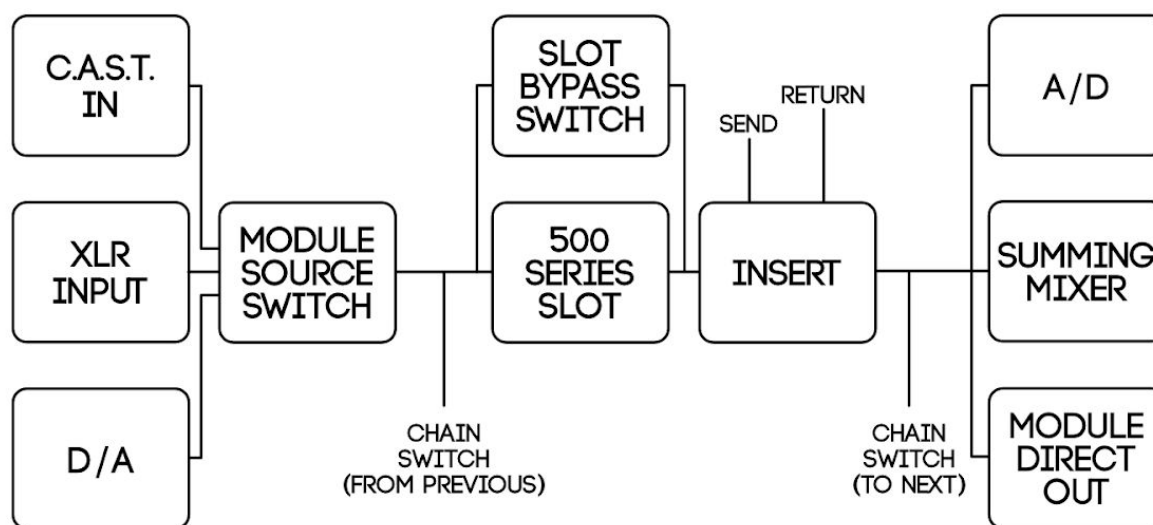 C.A.S.T.
IN
XLR
INPUT
D/A
MODULE
SOURCE
SWITCH
CHAIN
SWITCH
(FROM PREVIOUS)
SLOT
BYPASS
SWITCH
500
SERIES
SLOT
SEND
RETURN
INSERT
CHAIN
SWITCH
(TO NEXT)
A/D
SUMMING
MIXER
MODULE
DIRECT
OUT